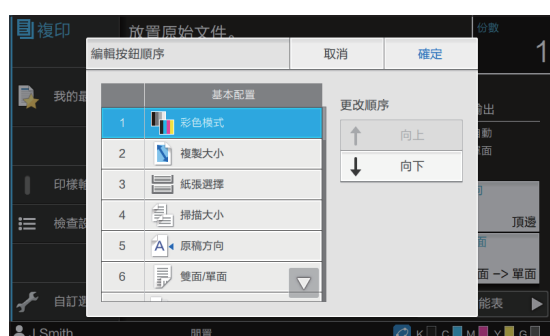 複印
放置原始文件。
份數
1
編輯按鈕順序
取消
確定
我的最
基本配置
1 彩色模式
2 複製大小
3 紙張選擇
4 掃描大小
5 原稿方向
6 雙面/單面
更改順序
向上
向下
印樣輸
檢查設
自訂選
出
頂邊
面 -> 單面
能表
J.Smith
閒置
K C M Y G